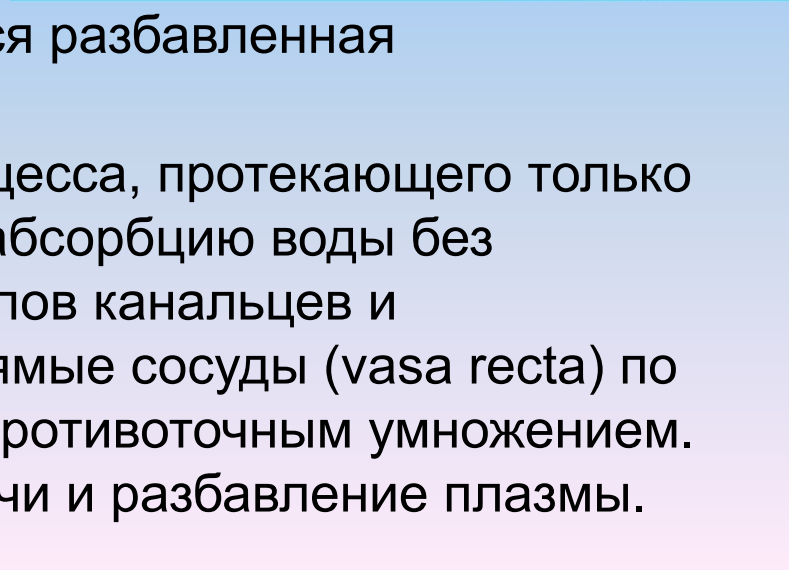 ся разбавленная
цесса, протекающего только
абсорбцию воды без
пов канальцев и
ямые сосуды (vasa recta) по
ротивоточным умножением.
чи и разбавление плазмы.